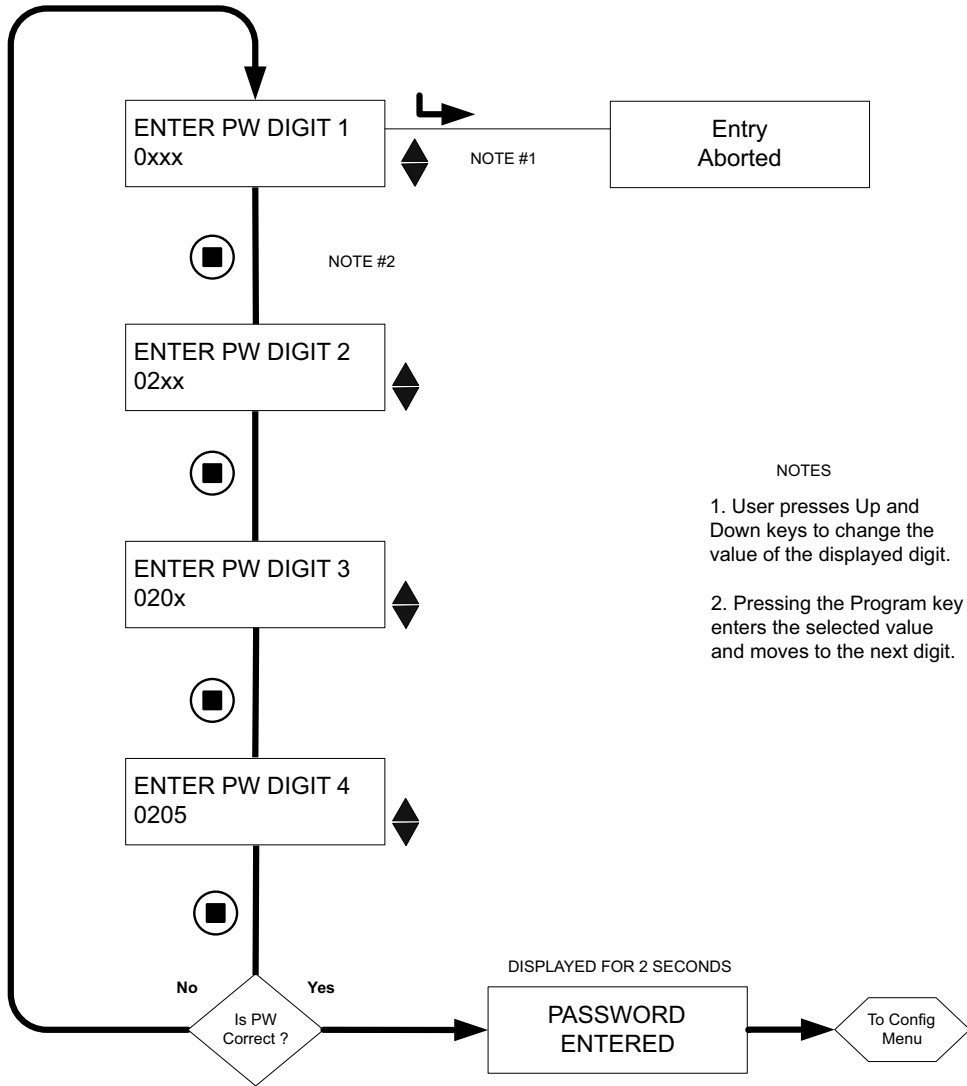 ENTER PW DIGIT 1
0xxx
NOTE #1
Entry
Aborted
NOTE #2
ENTER PW DIGIT 2
02xx
ENTER PW DIGIT 3
020x
NOTES
1. User presses Up and
Down keys to change the
value of the displayed digit.
2. Pressing the Program key
enters the selected value
and moves to the next digit.
ENTER PW DIGIT 4
0205
No
Yes
Is PW
Correct ?
DISPLAYED FOR 2 SECONDS
PASSWORD
ENTERED
To Config
Menu